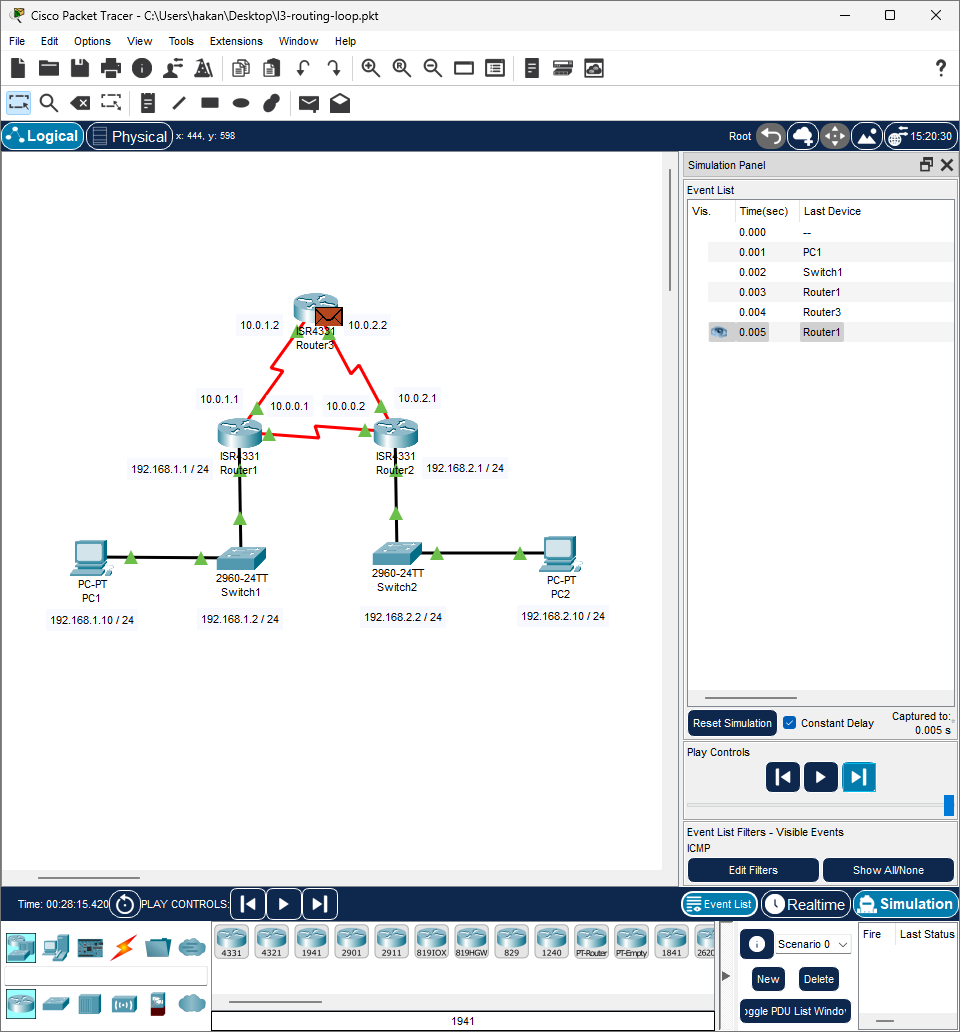 Cisco Packet Tracer - C:\Users\hakan\Desktop\l3-routing-loop.pkt
File Edit Options View Tools Extensions Window Help
Logical Physical x: 444, y: 598 Root 15:20:30
Simulation Panel
Event List
Vis. Time(sec) Last Device
0.000 --
0.001 PC1
0.002 Switch1
0.003 Router1
0.004 Router3
0.005 Router1
10.0.1.2 10.0.2.2
ISR4331
Router3
10.0.1.1 10.0.0.1 10.0.0.2 10.0.2.1
ISR4331 ISR4331
Router1 Router2
192.168.1.1 / 24 192.168.2.1 / 24
PC-PT 2960-24TT 2960-24TT PC-PT
PC1 Switch1 Switch2 PC2
192.168.1.10 / 24 192.168.1.2 / 24 192.168.2.2 / 24 192.168.2.10 / 24
Reset Simulation Constant Delay Captured to:
0.005 s
Play Controls
Event List Filters - Visible Events
ICMP
Edit Filters Show All/None
Time: 00:28:15.420 PLAY CONTROLS: Event List Realtime Simulation
4331 4321 1941 2901 2911 819IOX 819HGW 829 1240 PT-Router PT-Empty 1841 2620
1941
Scenario 0
New Delete
oggle PDU List Windo
Fire Last Status